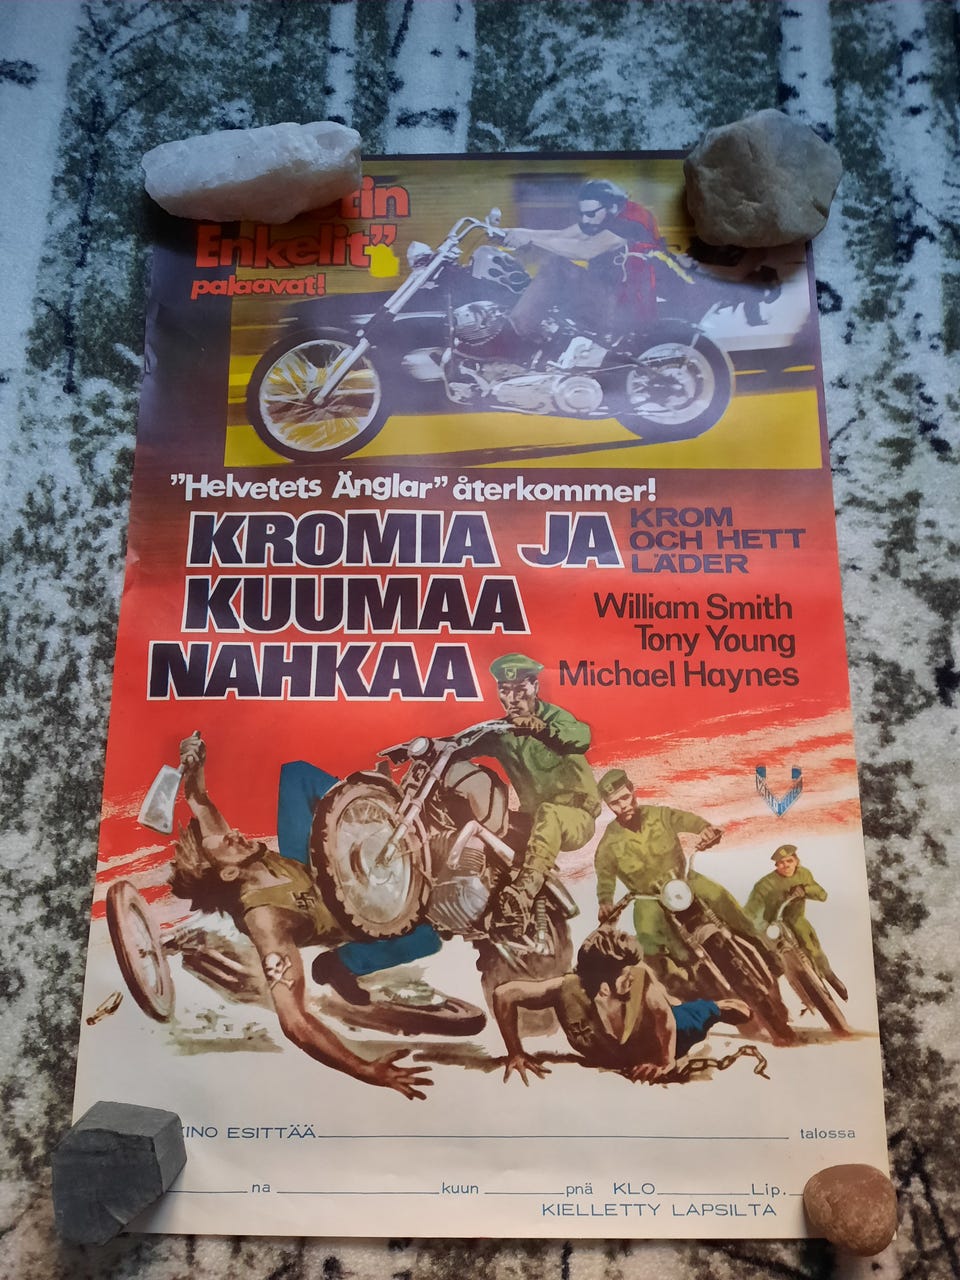 Enkelit”
palaavat!
”Helvetets Änglar” återkommer!
KROMIA JA
KUUMAA
NAHKAA
KROM
OCH HETT
LÄDER
William Smith
Tony Young
Michael Haynes
KINO ESITTÄÄ talossa
na kuun pnä KLO Lip.
KIELLETTY LAPSILTA